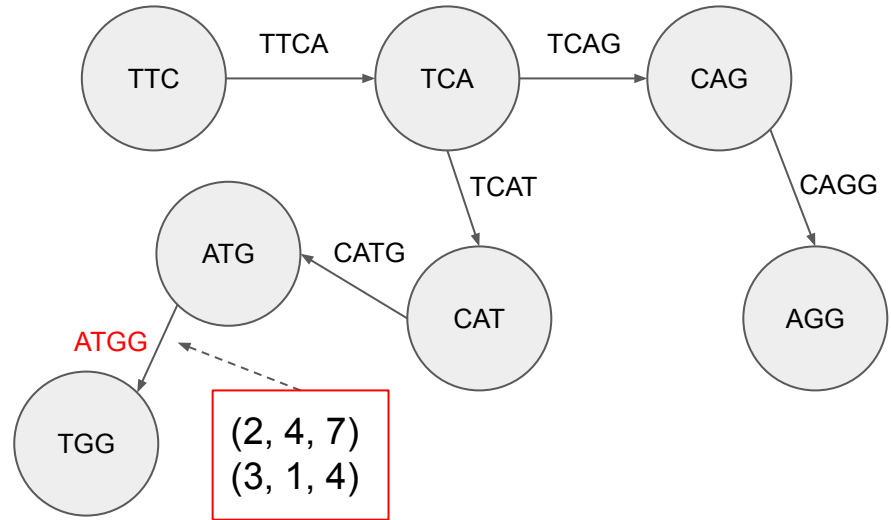 TTCA
TCAG
TTC
TCA
CAG
TCAT
CAGG
ATG
CATG
CAT
AGG
ATGG
TGG
(2, 4, 7)
(3, 1, 4)